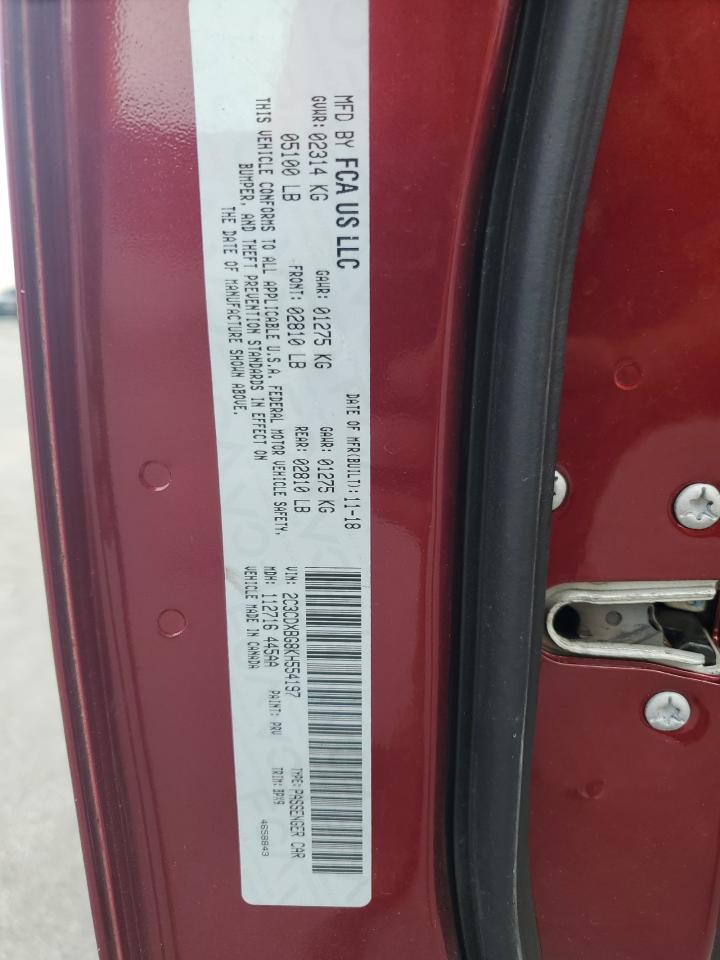 MFD BY FCA US LLC
DATE OF MFR(BUILT): 11-18
GVWR: 02314 KG
GAWR: 01275 KG
GAWR: 01275 KG
05100 LB
FRONT: 02810 LB
REAR: 02810 LB
THIS VEHICLE CONFORMS TO ALL APPLICABLE U.S.A. FEDERAL MOTOR VEHICLE SAFETY,
BUMPER, AND THEFT PREVENTION STANDARDS IN EFFECT ON
THE DATE OF MANUFACTURE SHOWN ABOVE.
VIN: 2C3CDXBG8KH554197
TYPE: PASSENGER CAR
MDH: 112716 445AA
PAINT: PRV
TRIM: BPX9
VEHICLE MADE IN CANADA
4658843